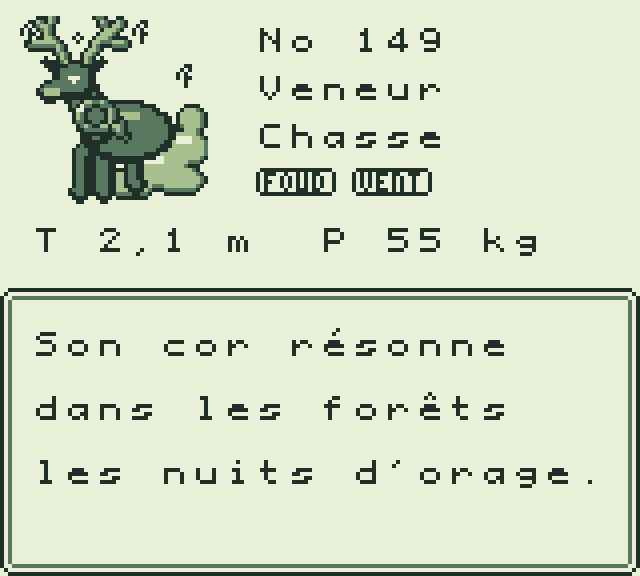 No 149
Veneur
Chasse
FOUD VENT
T 2,1 m P 55 kg
Son cor résonne
dans les forêts
les nuits d'orage.